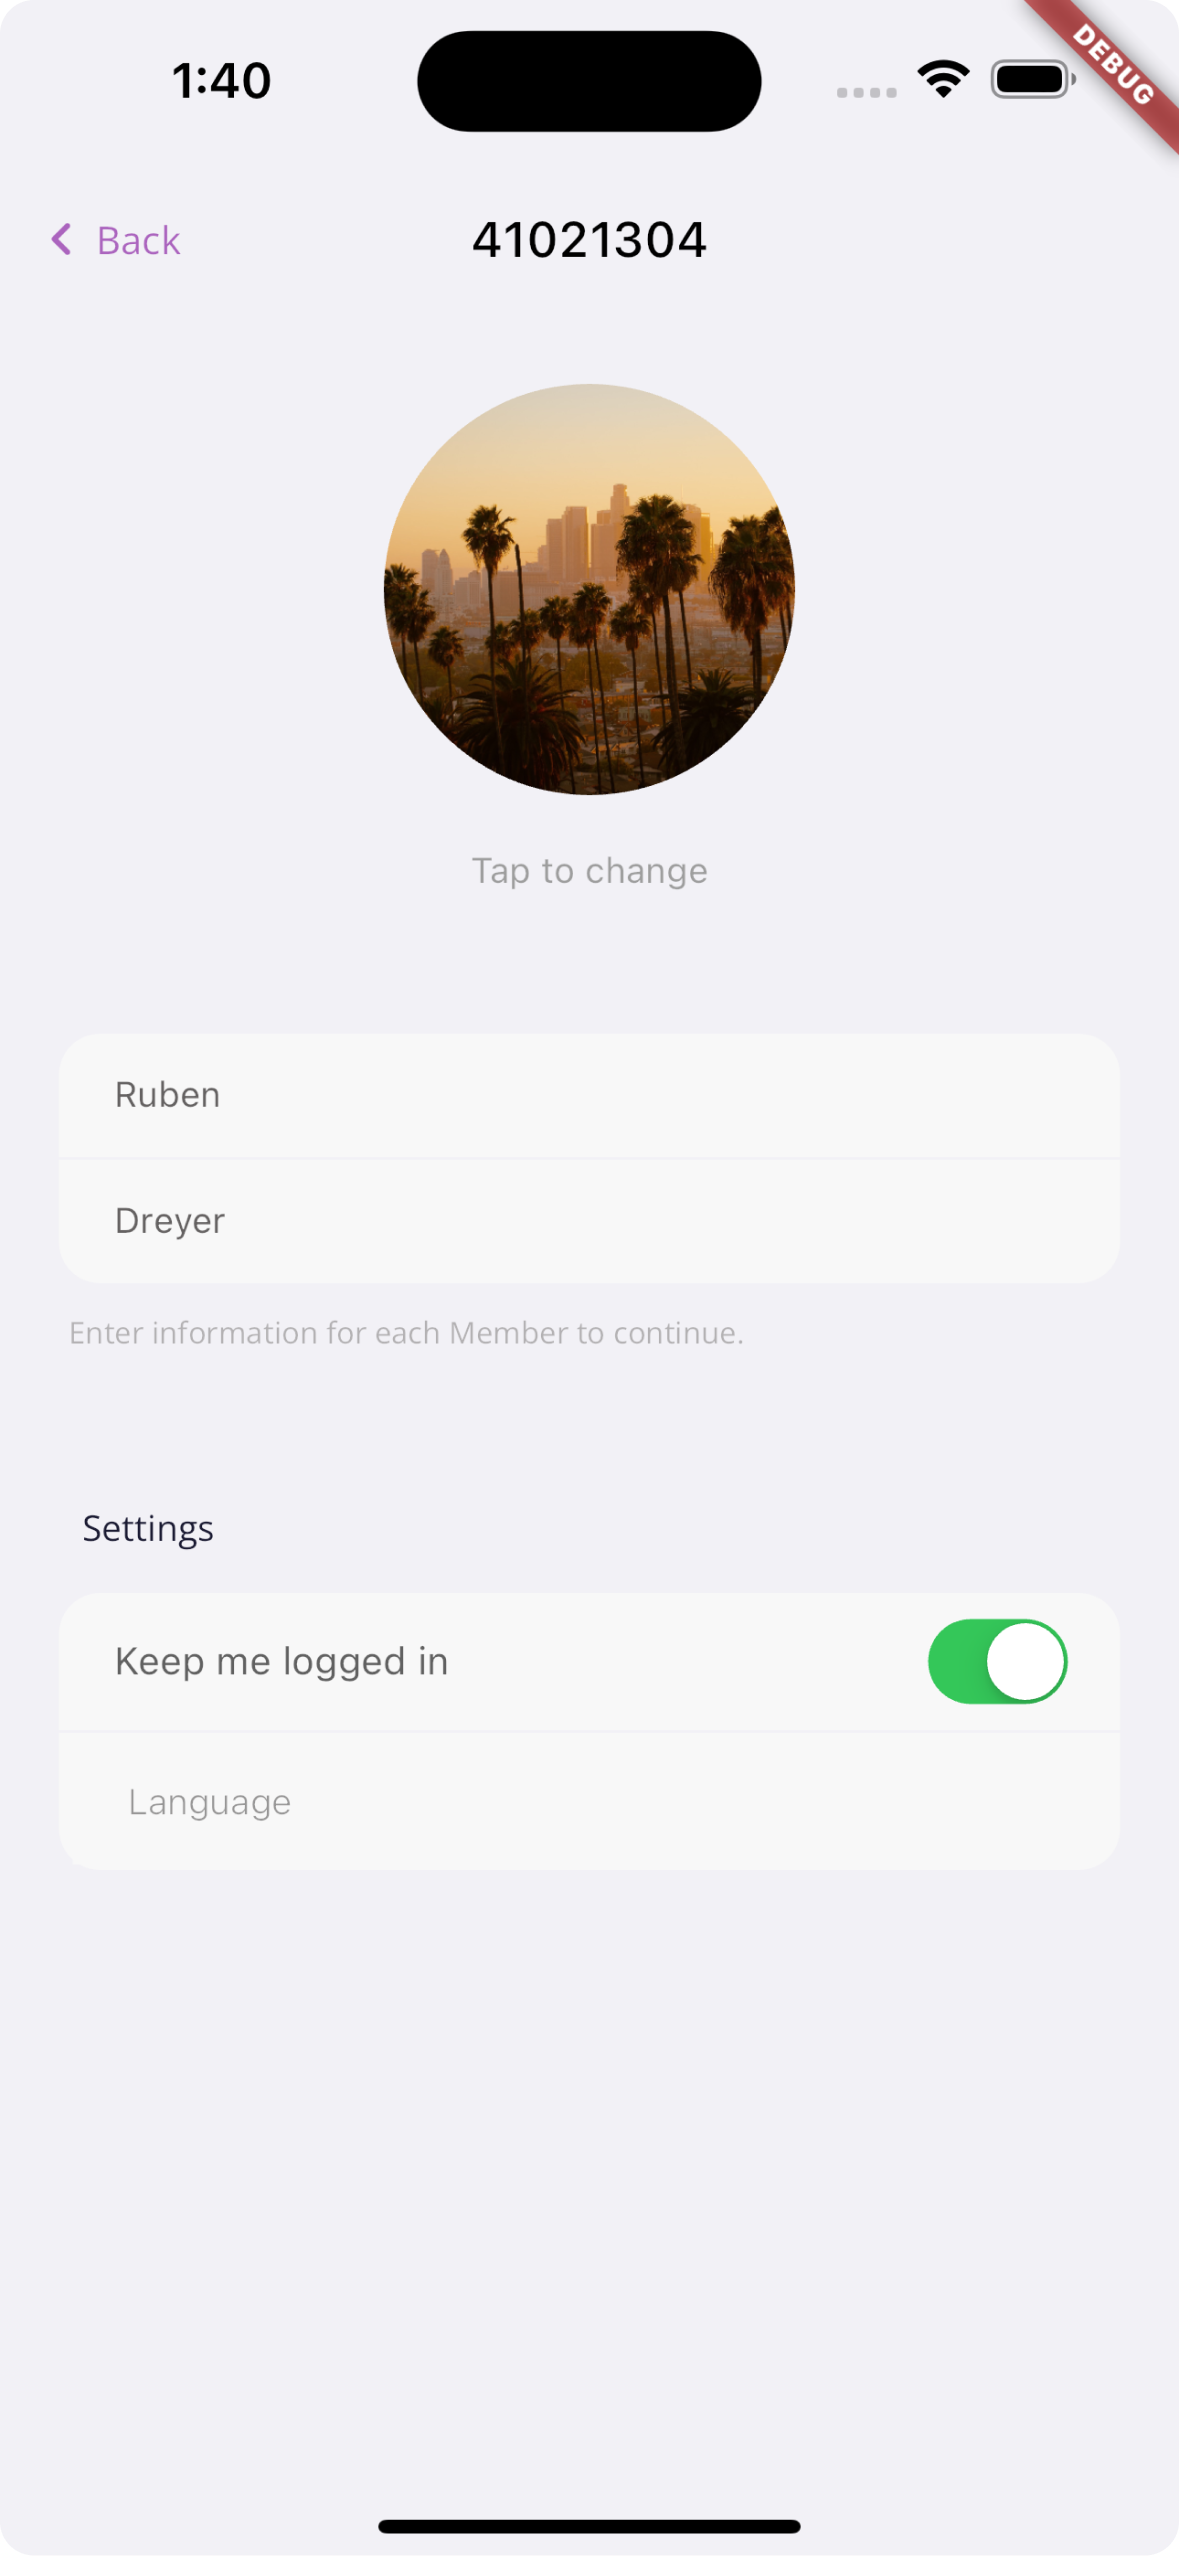 1:40
DEBUG
Back
41021304
Tap to change
Ruben
Dreyer
Enter information for each Member to continue.
Settings
Keep me logged in
Language